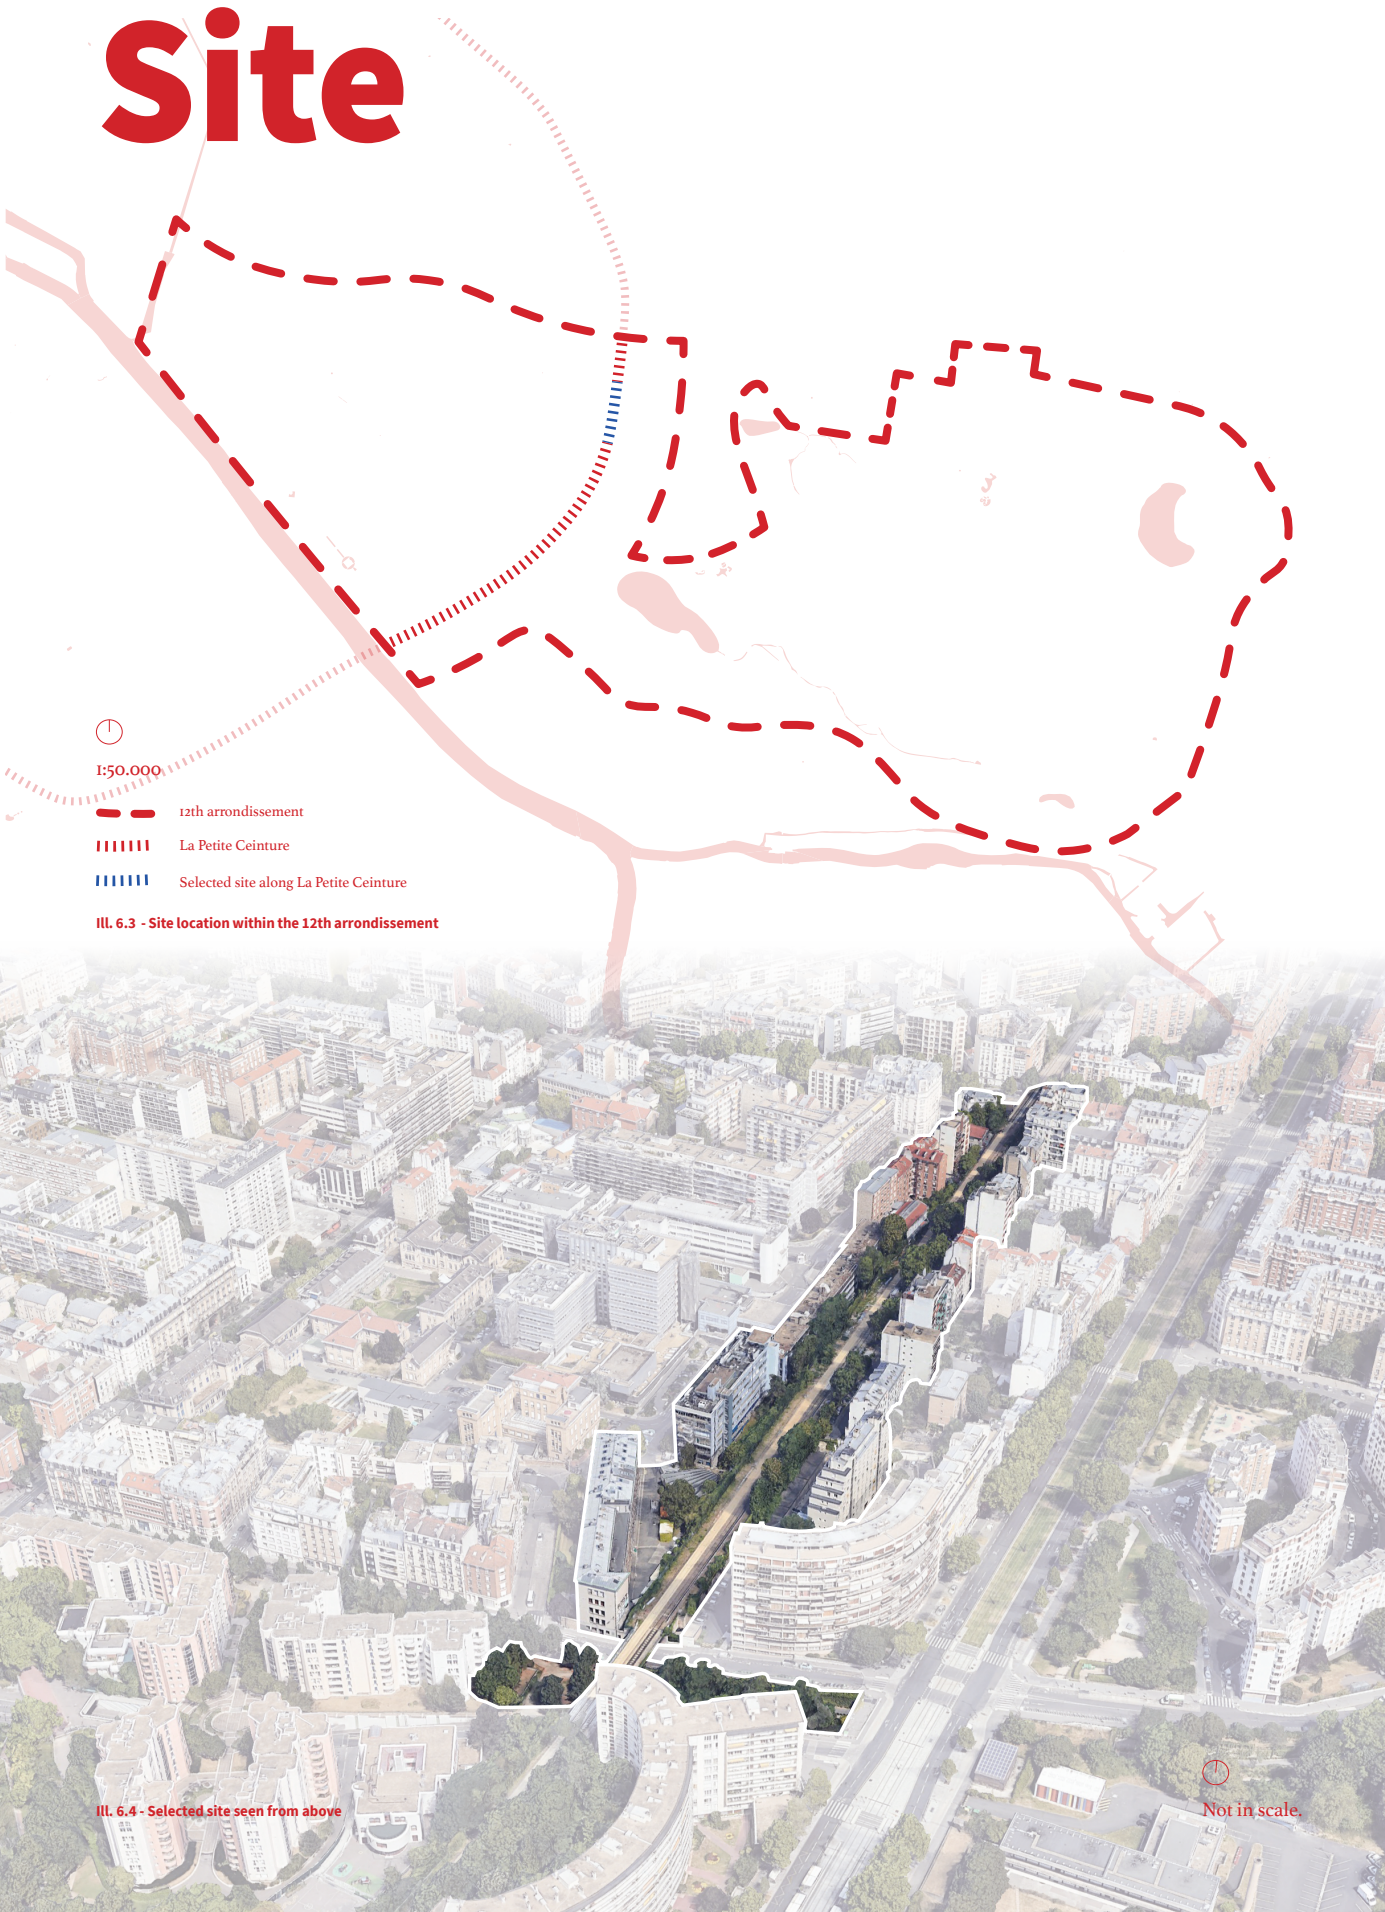 Site
1:50.000
12th arrondissement
La Petite Ceinture
Selected site along La Petite Ceinture
Ill. 6.3 - Site location within the 12th arrondissement
Ill. 6.4 - Selected site seen from above
Not in scale.